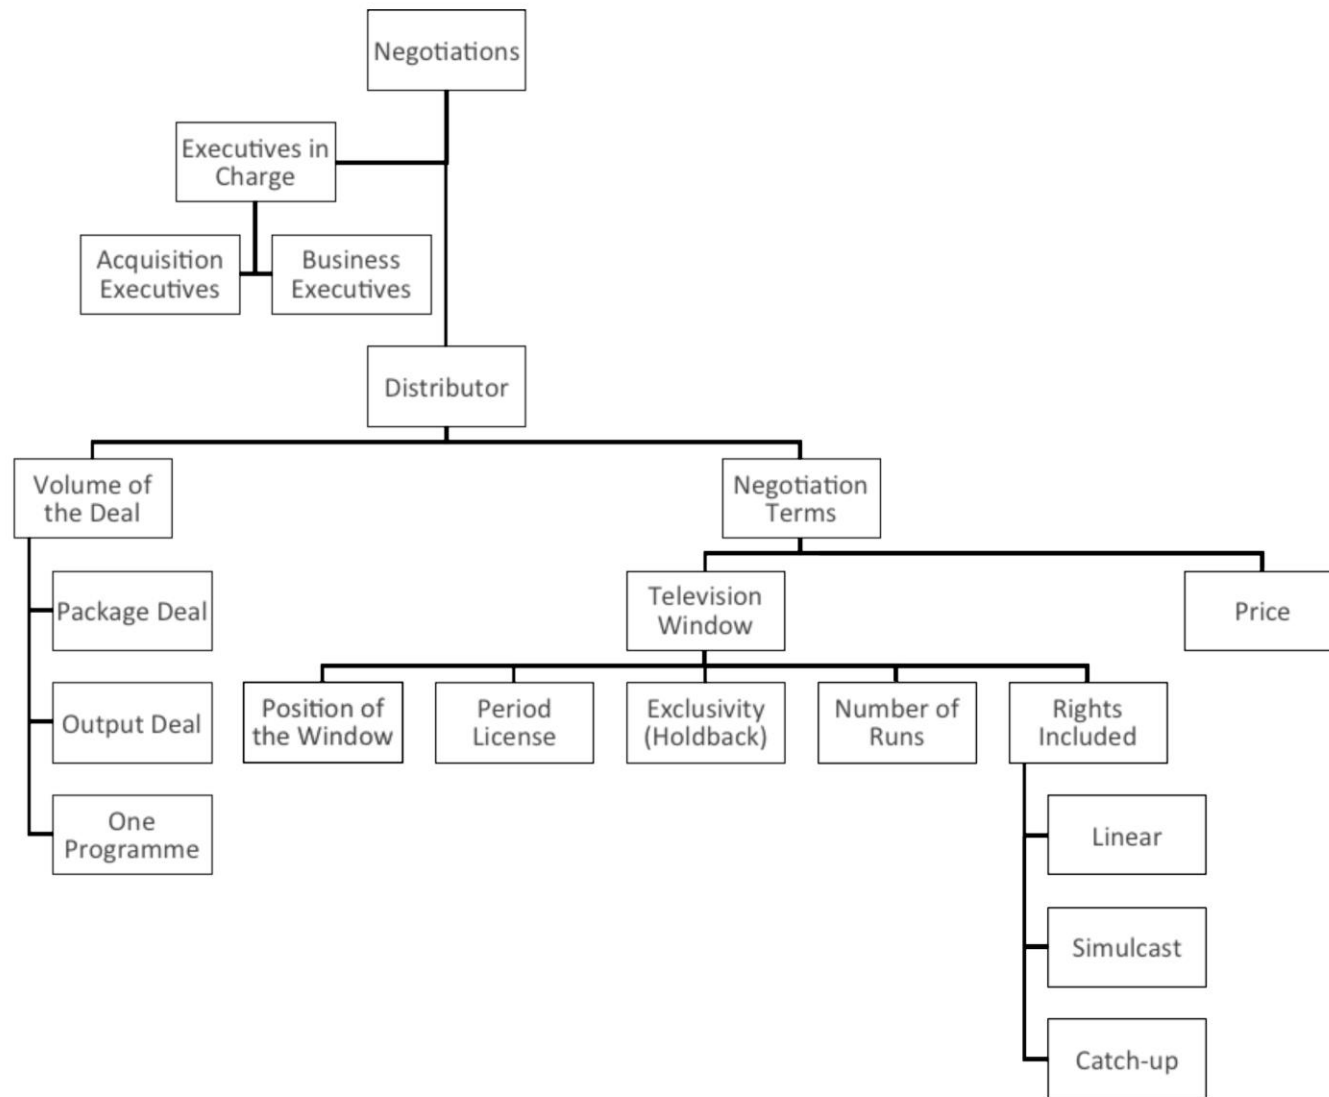 Negotiations
Executives in
Charge
Acquisition
Executives
Business
Executives
Distributor
Volume of
the Deal
Negotiation
Terms
Package Deal
Television
Window
Price
Output Deal
Position of
the Window
Period
License
Exclusivity
(Holdback)
Number of
Runs
Rights
Included
One
Programme
Linear
Simulcast
Catch-up